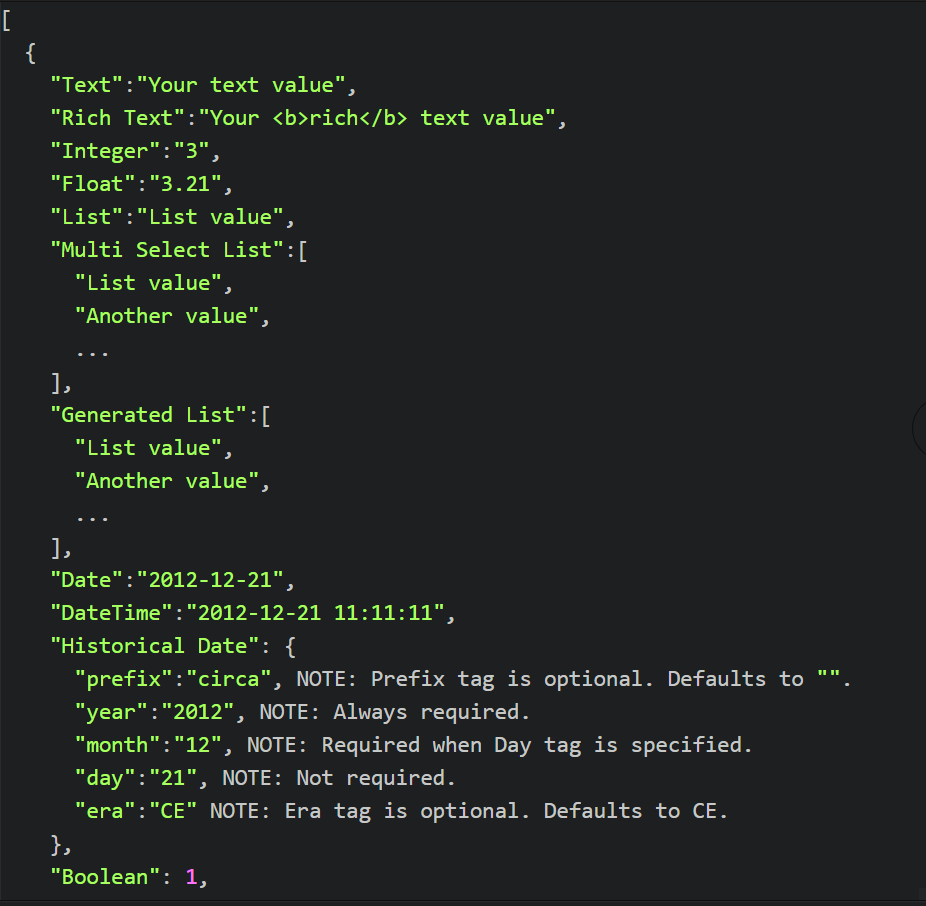 [
  {
    "Text":"Your text value",
    "Rich Text":"Your <b>rich</b> text value",
    "Integer":"3",
    "Float":"3.21",
    "List":"List value",
    "Multi Select List":[
      "List value",
      "Another value",
      ...
    ],
    "Generated List":[
      "List value",
      "Another value",
      ...
    ],
    "Date":"2012-12-21",
    "DateTime":"2012-12-21 11:11:11",
    "Historical Date": {
      "prefix":"circa", NOTE: Prefix tag is optional. Defaults to "".
      "year":"2012", NOTE: Always required.
      "month":"12", NOTE: Required when Day tag is specified.
      "day":"21", NOTE: Not required.
      "era":"CE" NOTE: Era tag is optional. Defaults to CE.
    },
    "Boolean": 1,